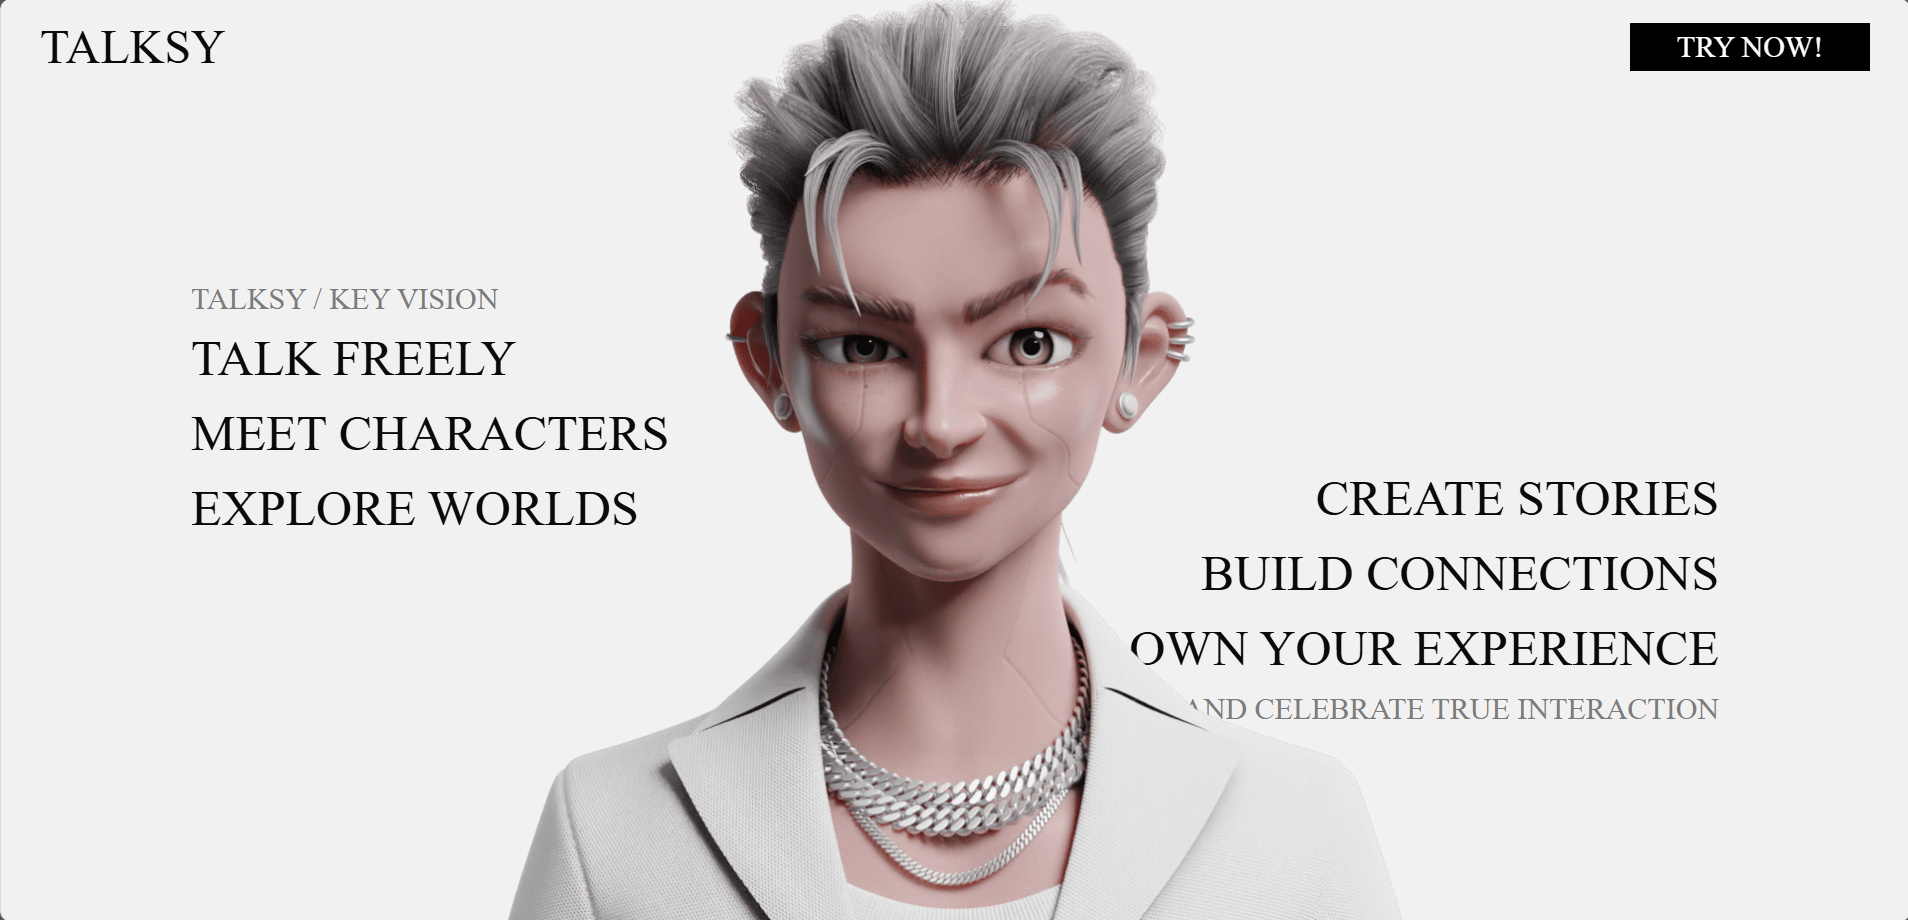 TALKSY
TRY NOW!
TALKSY / KEY VISION
TALK FREELY
MEET CHARACTERS
EXPLORE WORLDS
CREATE STORIES
BUILD CONNECTIONS
OWN YOUR EXPERIENCE
AND CELEBRATE TRUE INTERACTION